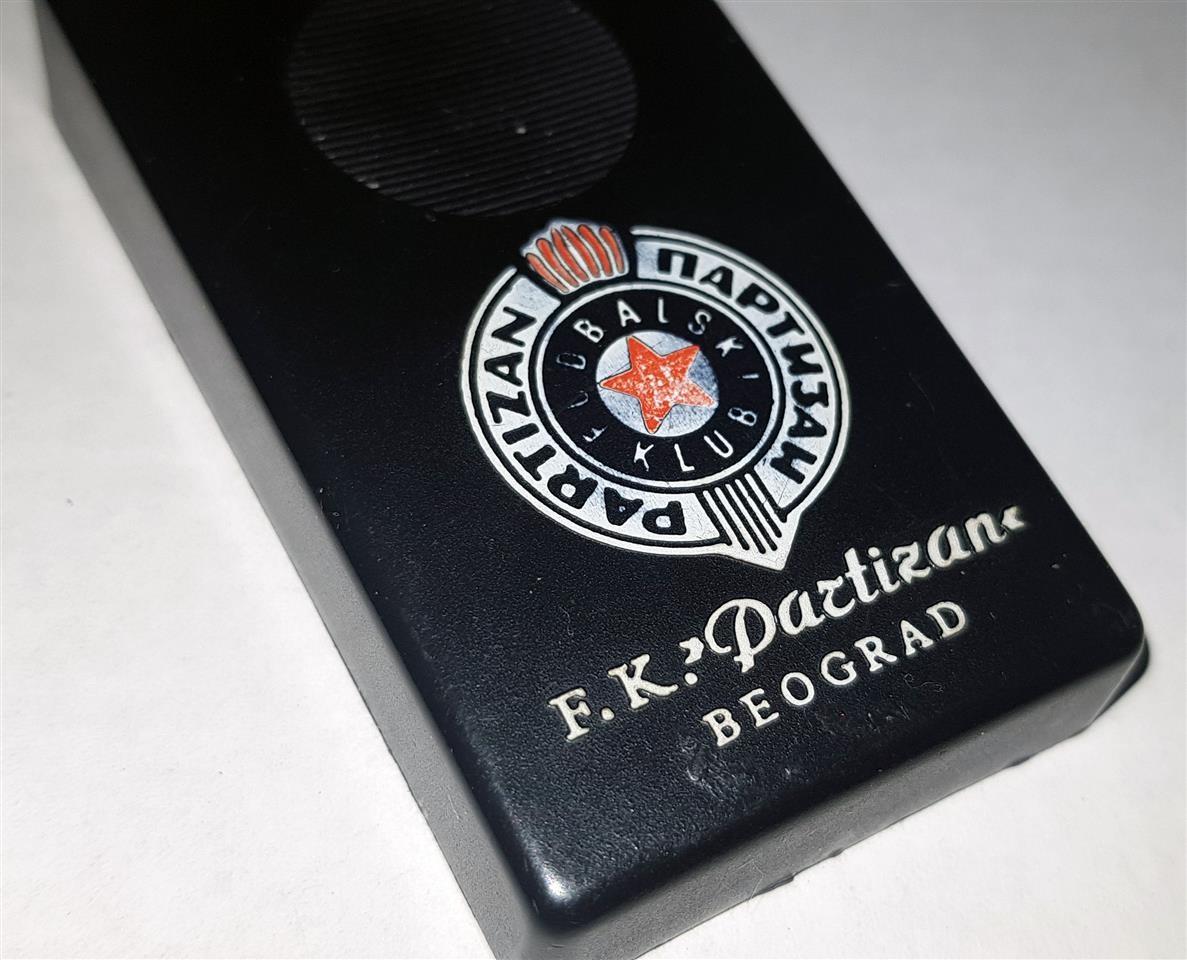 PARTIZAN
ПАРТИЗАН
FUDBALSKI
KLUB
F.K.„Partizan“
BEOGRAD